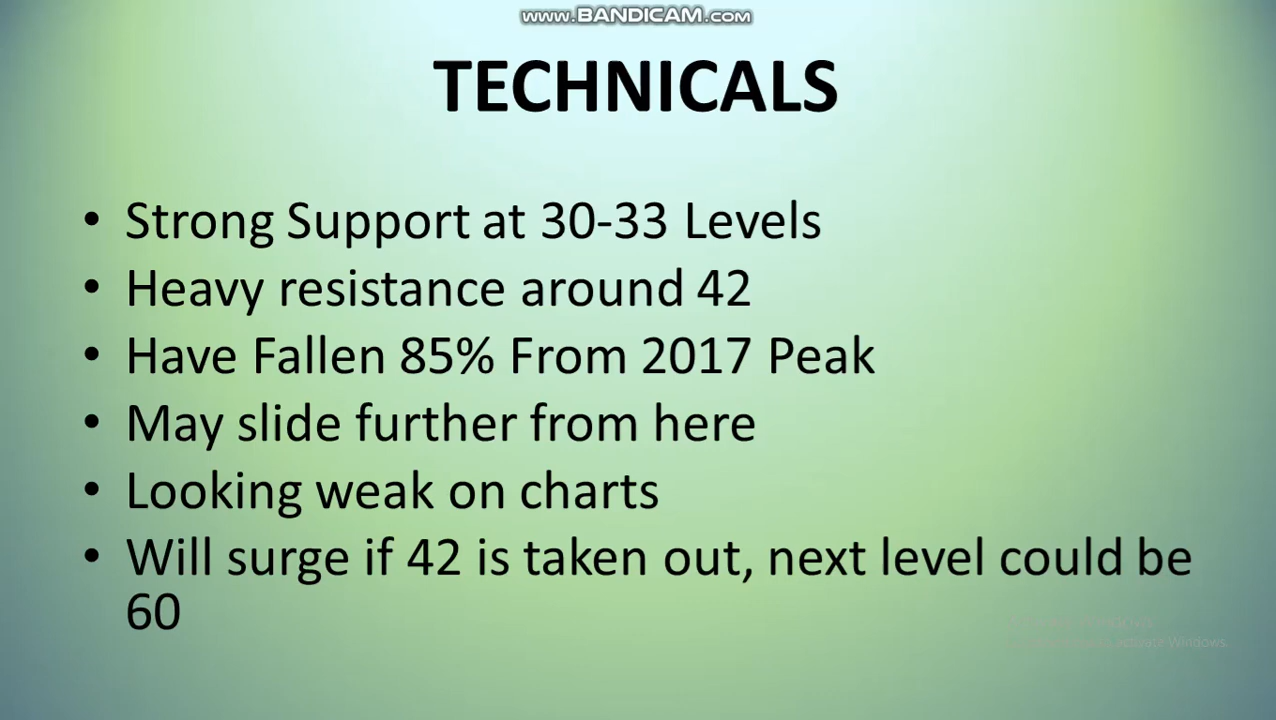 www.BANDICAM.com
TECHNICALS
• Strong Support at 30-33 Levels
• Heavy resistance around 42
• Have Fallen 85% From 2017 Peak
• May slide further from here
• Looking weak on charts
• Will surge if 42 is taken out, next level could be
60
Activate Windows.